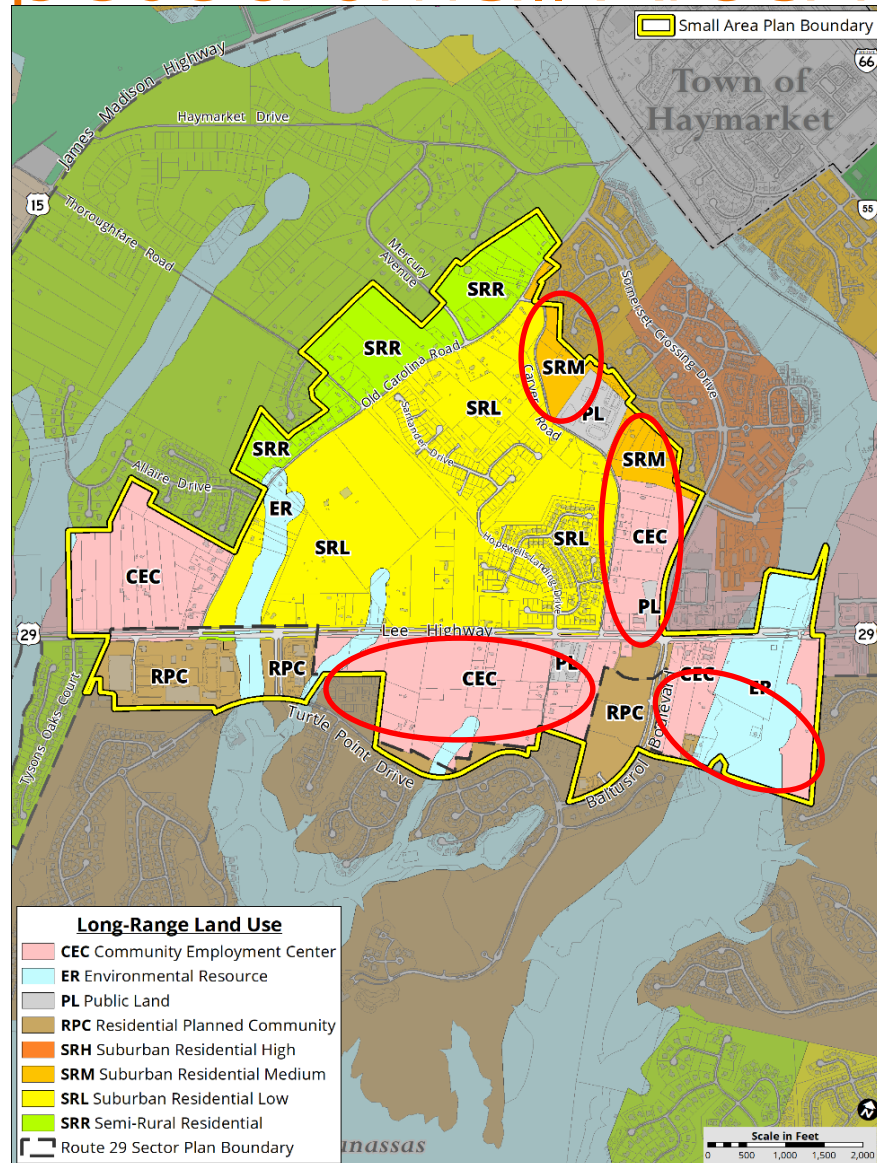 Small Area Plan Boundary
66
Town of
Haymarket
James Madison Highway
Haymarket Drive
15
55
Thoroughfare Road
Mercury
Avenue
SRR
Somerset Crossing Drive
SRR
Old Carolina Road
SRM
Carver Road
SRL
PL
Santander Drive
SRR
SRM
Allaire Drive
ER
CEC
SRL
SRL
Hopewells Landing Drive
CEC
PL
29
Lee Highway
29
RPC
RPC
CEC
PL
CEC
ER
RPC
Tysons Oaks Court
Turtle Point Drive
Baltusrol Boulevard
Long-Range Land Use
CEC Community Employment Center
ER Environmental Resource
PL Public Land
RPC Residential Planned Community
SRH Suburban Residential High
SRM Suburban Residential Medium
SRL Suburban Residential Low
SRR Semi-Rural Residential
Route 29 Sector Plan Boundary
nassas
N
Scale in Feet
0 500 1,000 1,500 2,000